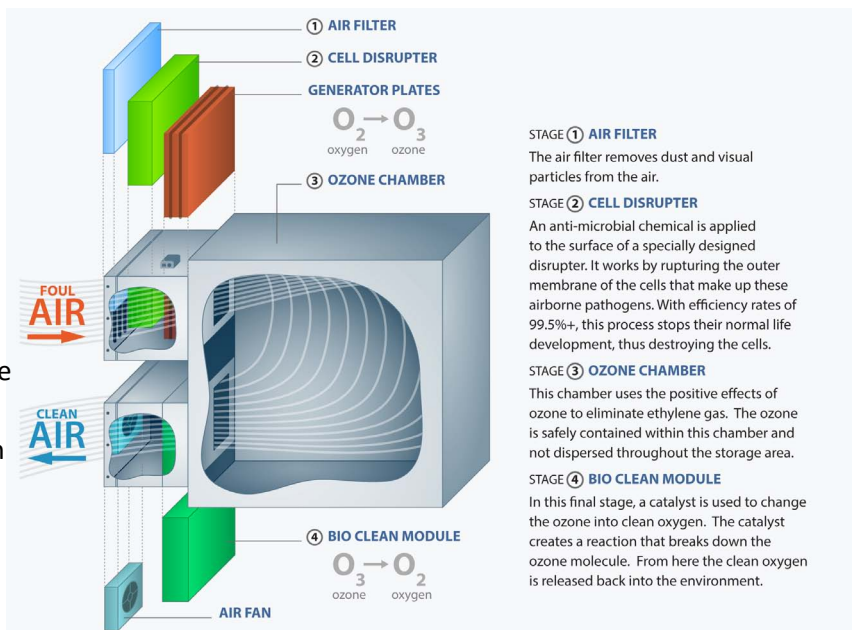 ① AIR FILTER
② CELL DISRUPTER
GENERATOR PLATES
O2 → O3
oxygen ozone
③ OZONE CHAMBER
FOUL
AIR
CLEAN
AIR
④ BIO CLEAN MODULE
O3 → O2
ozone oxygen
AIR FAN
e
n
STAGE ① AIR FILTER
The air filter removes dust and visual
particles from the air.
STAGE ② CELL DISRUPTER
An anti-microbial chemical is applied
to the surface of a specially designed
disrupter. It works by rupturing the outer
membrane of the cells that make up these
airborne pathogens. With efficiency rates of
99.5%+, this process stops their normal life
development, thus destroying the cells.
STAGE ③ OZONE CHAMBER
This chamber uses the positive effects of
ozone to eliminate ethylene gas. The ozone
is safely contained within this chamber and
not dispersed throughout the storage area.
STAGE ④ BIO CLEAN MODULE
In this final stage, a catalyst is used to change
the ozone into clean oxygen. The catalyst
creates a reaction that breaks down the
ozone molecule. From here the clean oxygen
is released back into the environment.